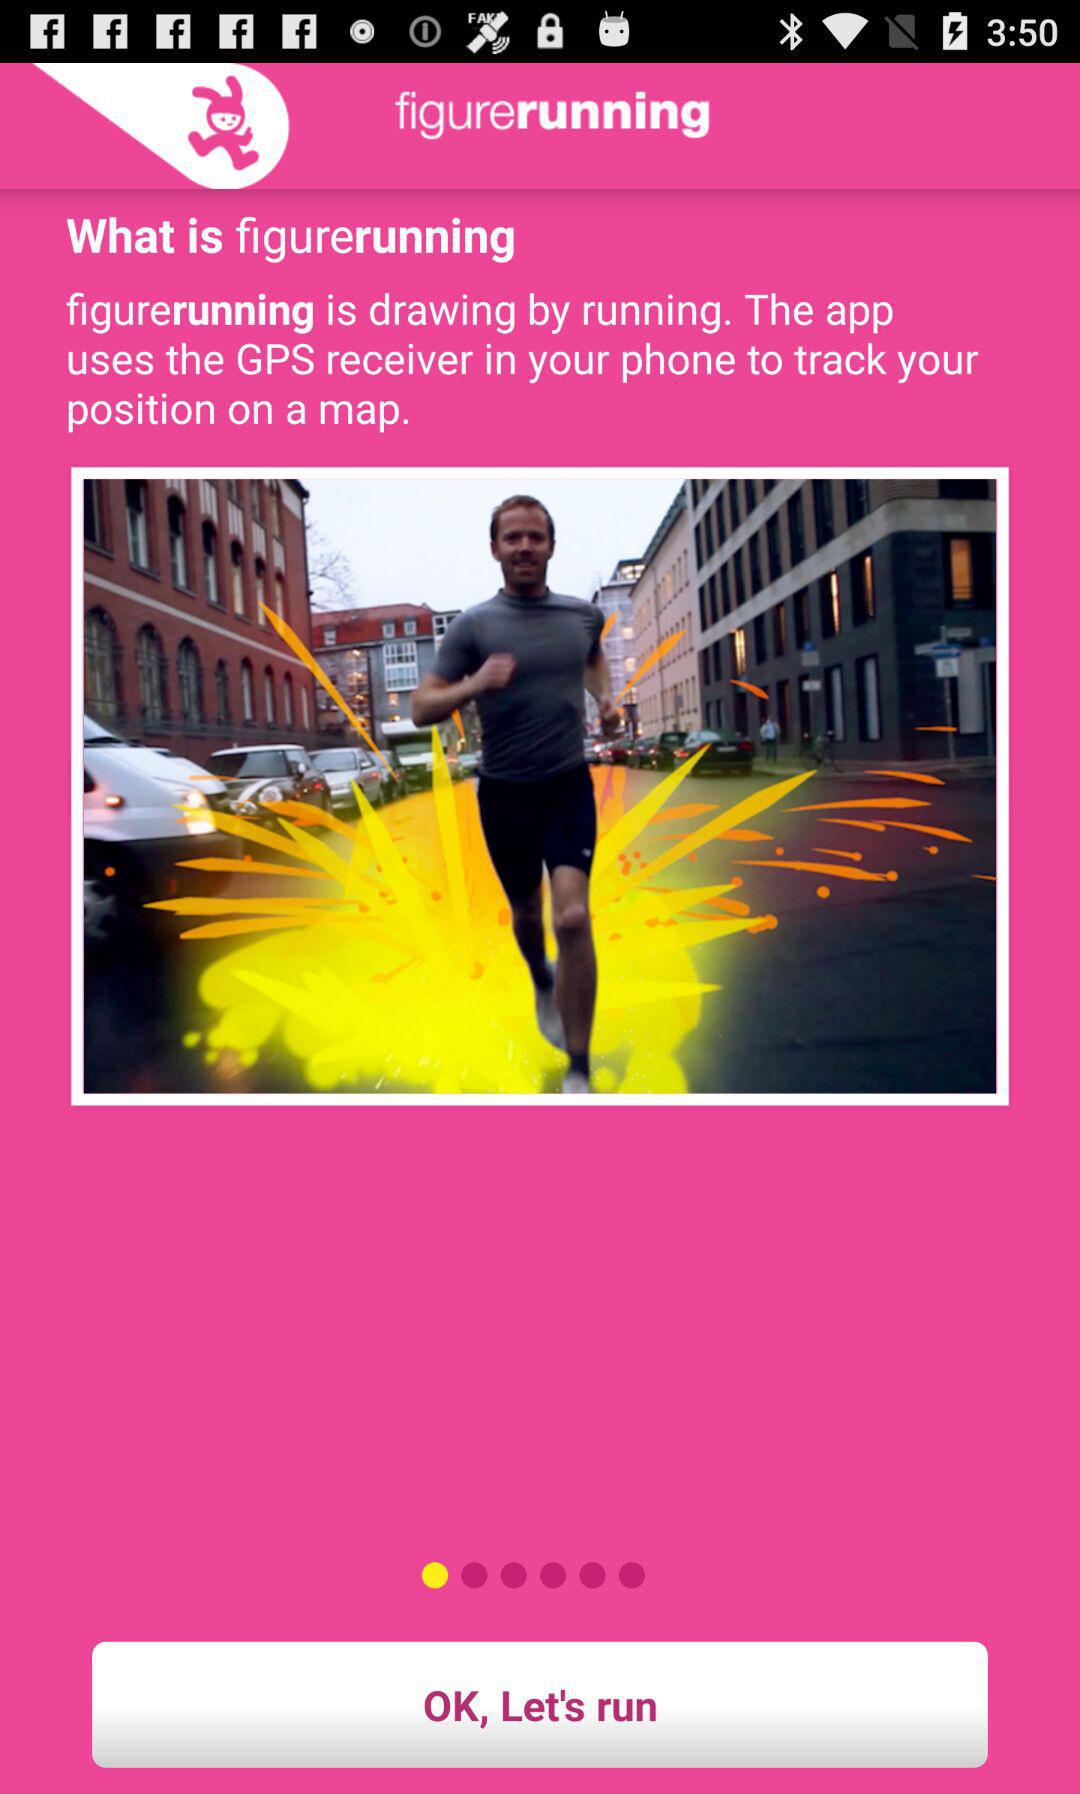 FAKE
3:50
figurerunning
What is figurerunning
figurerunning is drawing by running. The app
uses the GPS receiver in your phone to track your
position on a map.
OK, Let's run